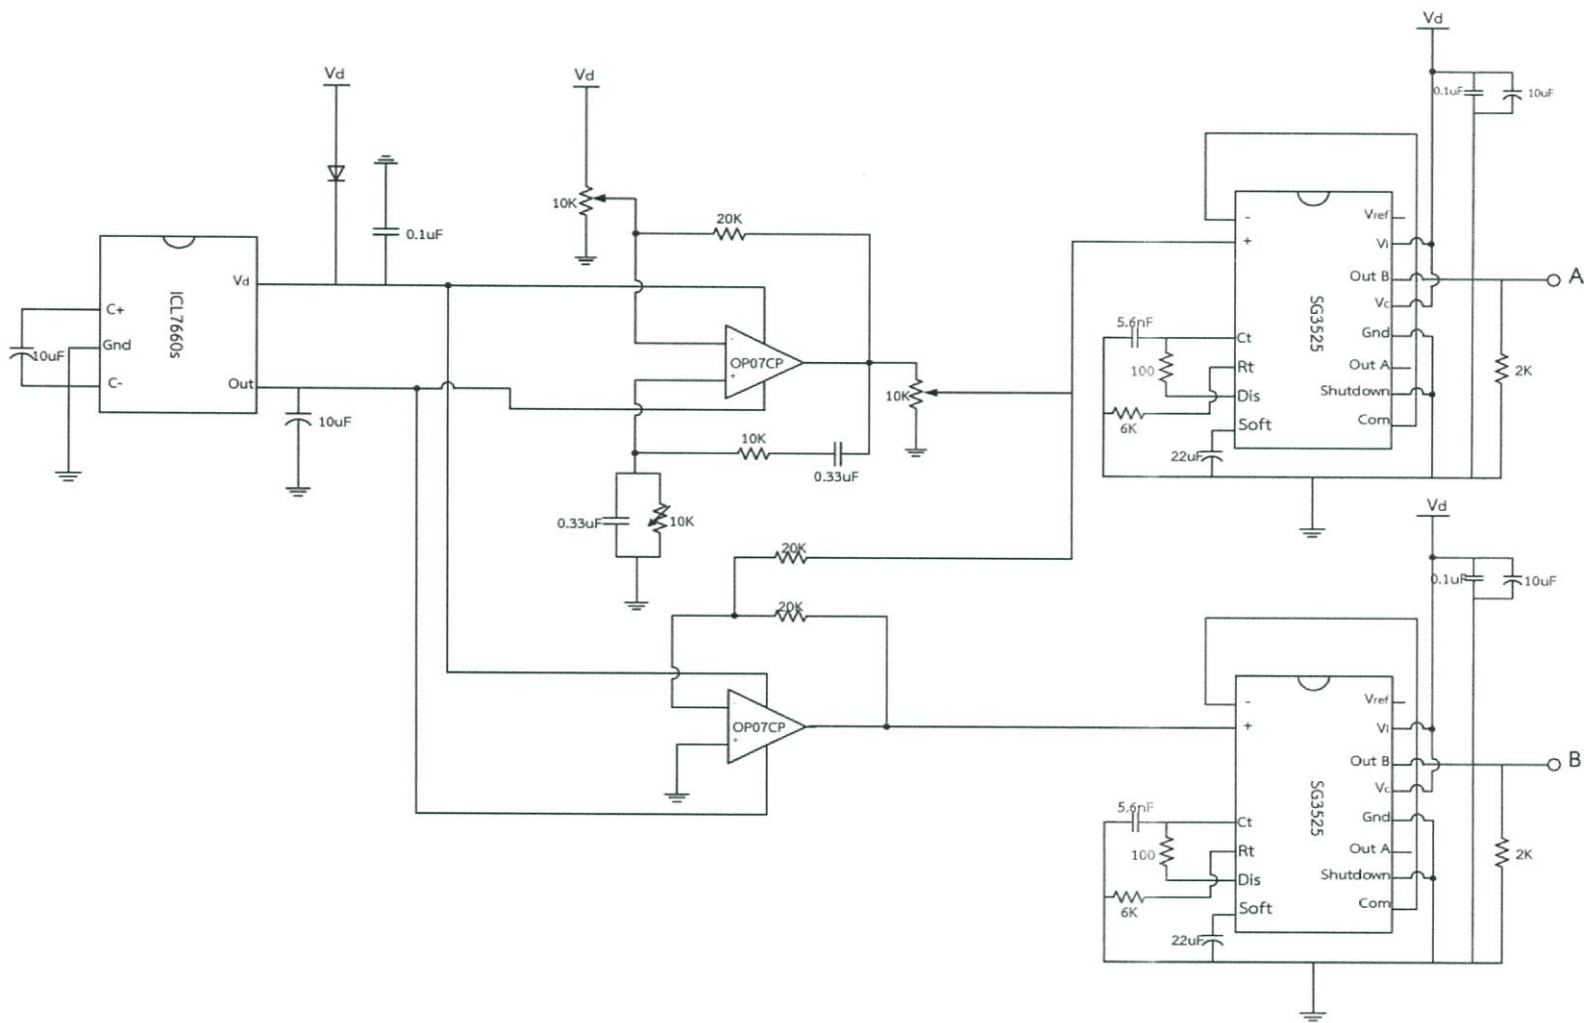 Vd
Vd
Vd
0.1uF
10uF
10K
20K
0.1uF
ICL7660s
Vd
C+
Gnd
C-
Out
10uF
10uF
-
OP07CP
+
10K
10K
0.33uF
0.33uF
10K
SG3525
-
+
Ct
Rt
Dis
Soft
Vref
Vi
Out B
Vc
Gnd
Out A
Shutdown
Com
5.6nF
100
6K
22uF
A
2K
20K
20K
-
OP07CP
+
Vd
0.1uF
10uF
SG3525
-
+
Ct
Rt
Dis
Soft
Vref
Vi
Out B
Vc
Gnd
Out A
Shutdown
Com
5.6nF
100
6K
22uF
B
2K